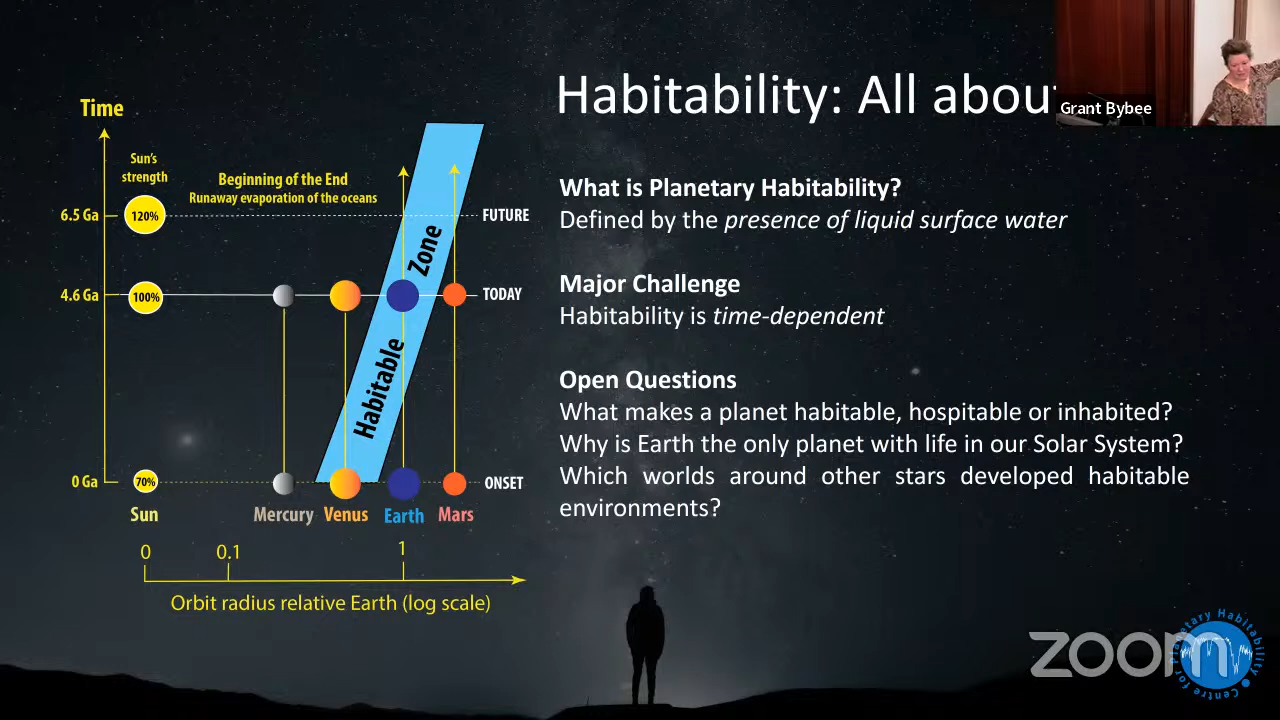 Habitability: All about
Grant Bybee
Time
Sun's
strength
Beginning of the End
Runaway evaporation of the oceans
6.5 Ga
120%
FUTURE
4.6 Ga
100%
TODAY
Habitable Zone
0 Ga
70%
ONSET
Sun
Mercury
Venus
Earth
Mars
0
0.1
1
Orbit radius relative Earth (log scale)
What is Planetary Habitability?
Defined by the presence of liquid surface water
Major Challenge
Habitability is time-dependent
Open Questions
What makes a planet habitable, hospitable or inhabited?
Why is Earth the only planet with life in our Solar System?
Which worlds around other stars developed habitable
environments?
zoom
Centre for Planetary Habitability